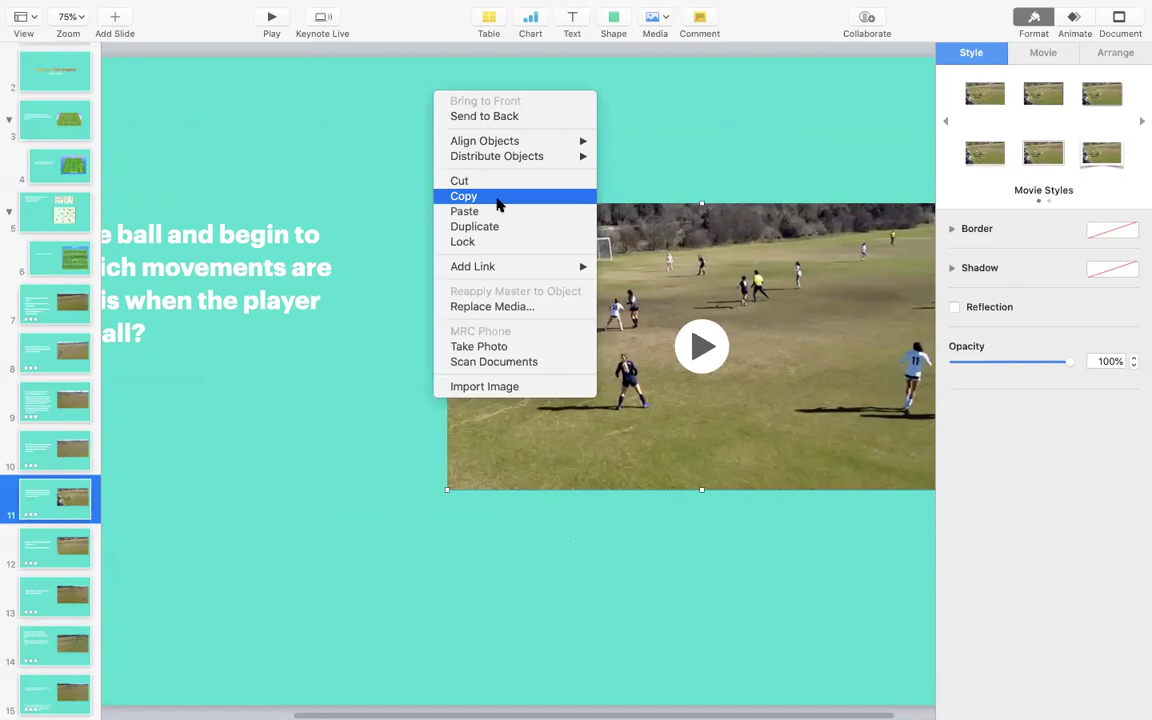 View
75%
Zoom
Add Slide
Play
Keynote Live
Table
Chart
Text
Shape
Media
Comment
Collaborate
Format
Animate
Document
Style
Movie
Arrange
Movie Styles
Border
Shadow
Reflection
Opacity
100%
Bring to Front
Send to Back
Align Objects
Distribute Objects
Cut
Copy
Paste
Duplicate
Lock
Add Link
Reapply Master to Object
Replace Media...
MRC Phone
Take Photo
Scan Documents
Import Image
e ball and begin to
ich movements are
is when the player
all?
11
2
3
4
5
6
7
8
9
10
11
12
13
14
15